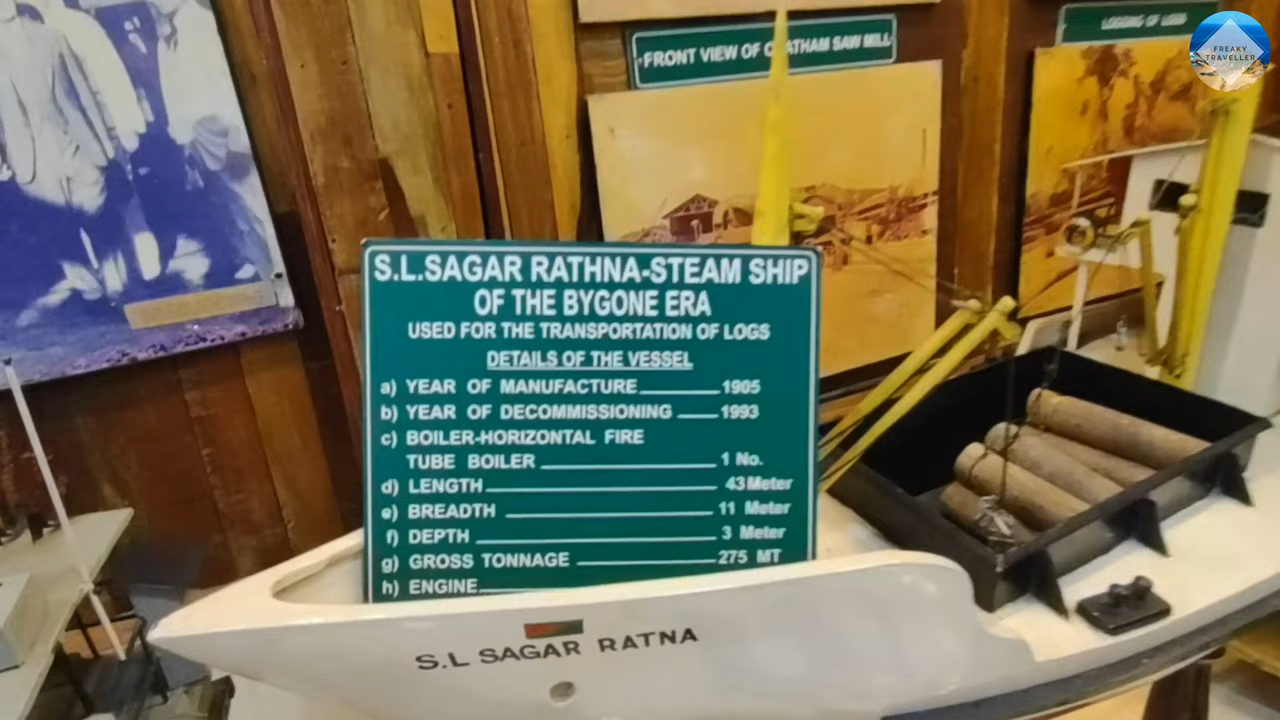 FRONT VIEW OF CHATHAM SAW MILL
FREAKY
TRAVELLER
S.L.SAGAR RATHNA-STEAM SHIP
OF THE BYGONE ERA
USED FOR THE TRANSPORTATION OF LOGS
DETAILS OF THE VESSEL
a) YEAR OF MANUFACTURE 1905
b) YEAR OF DECOMMISSIONING 1993
c) BOILER-HORIZONTAL FIRE
TUBE BOILER 1 No.
d) LENGTH 43 Meter
e) BREADTH 11 Meter
f) DEPTH 3 Meter
g) GROSS TONNAGE 275 MT
h) ENGINE
S.L SAGAR RATNA